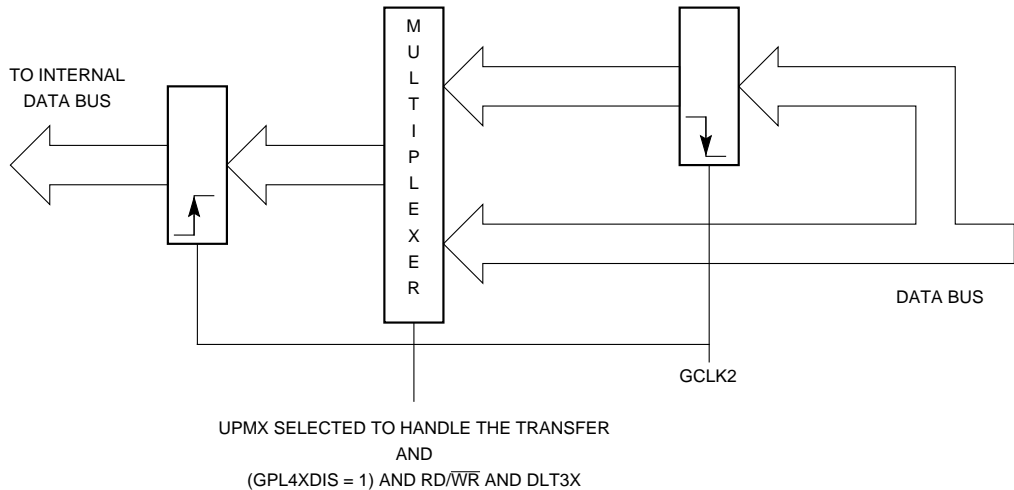 TO INTERNAL
DATA BUS
MULTIPLEXER
DATA BUS
GCLK2
UPMX SELECTED TO HANDLE THE TRANSFER
AND
(GPL4XDIS = 1) AND RD/W̅R̅ AND DLT3X